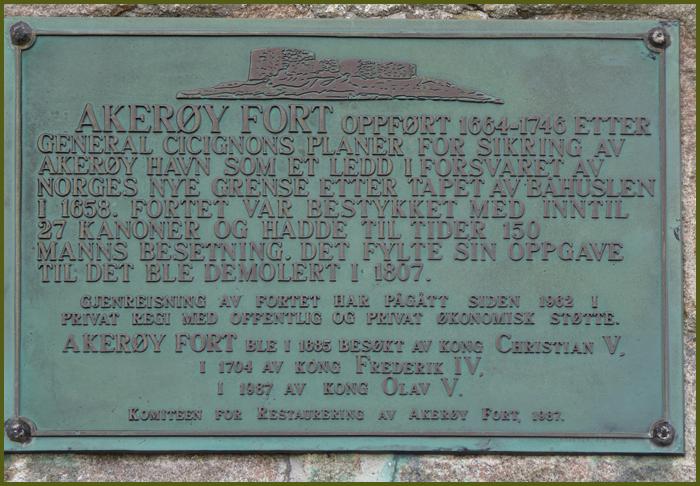 AKERØY FORT OPPFØRT 1664-1746 ETTER
GENERAL CICIGNONS PLANER FOR SIKRING AV
AKERØY HAVN SOM ET LEDD I FORSVARET AV
NORGES NYE GRENSE ETTER TAPET AV BÅHUSLEN
I 1658. FORTET VAR BESTYKKET MED INNTIL
27 KANONER OG HADDE TIL TIDER 150
MANNS BESETNING. DET FYLTE SIN OPPGAVE
TIL DET BLE DEMOLERT I 1807.
GJENREISNING AV FORTET HAR PÅGÅTT SIDEN 1962 I
PRIVAT REGI MED OFFENTLIG OG PRIVAT ØKONOMISK STØTTE.
AKERØY FORT BLE I 1685 BESØKT AV KONG CHRISTIAN V,
I 1704 AV KONG FREDERIK IV,
I 1987 AV KONG OLAV V.
KOMITEEN FOR RESTAURERING AV AKERØY FORT, 1987.